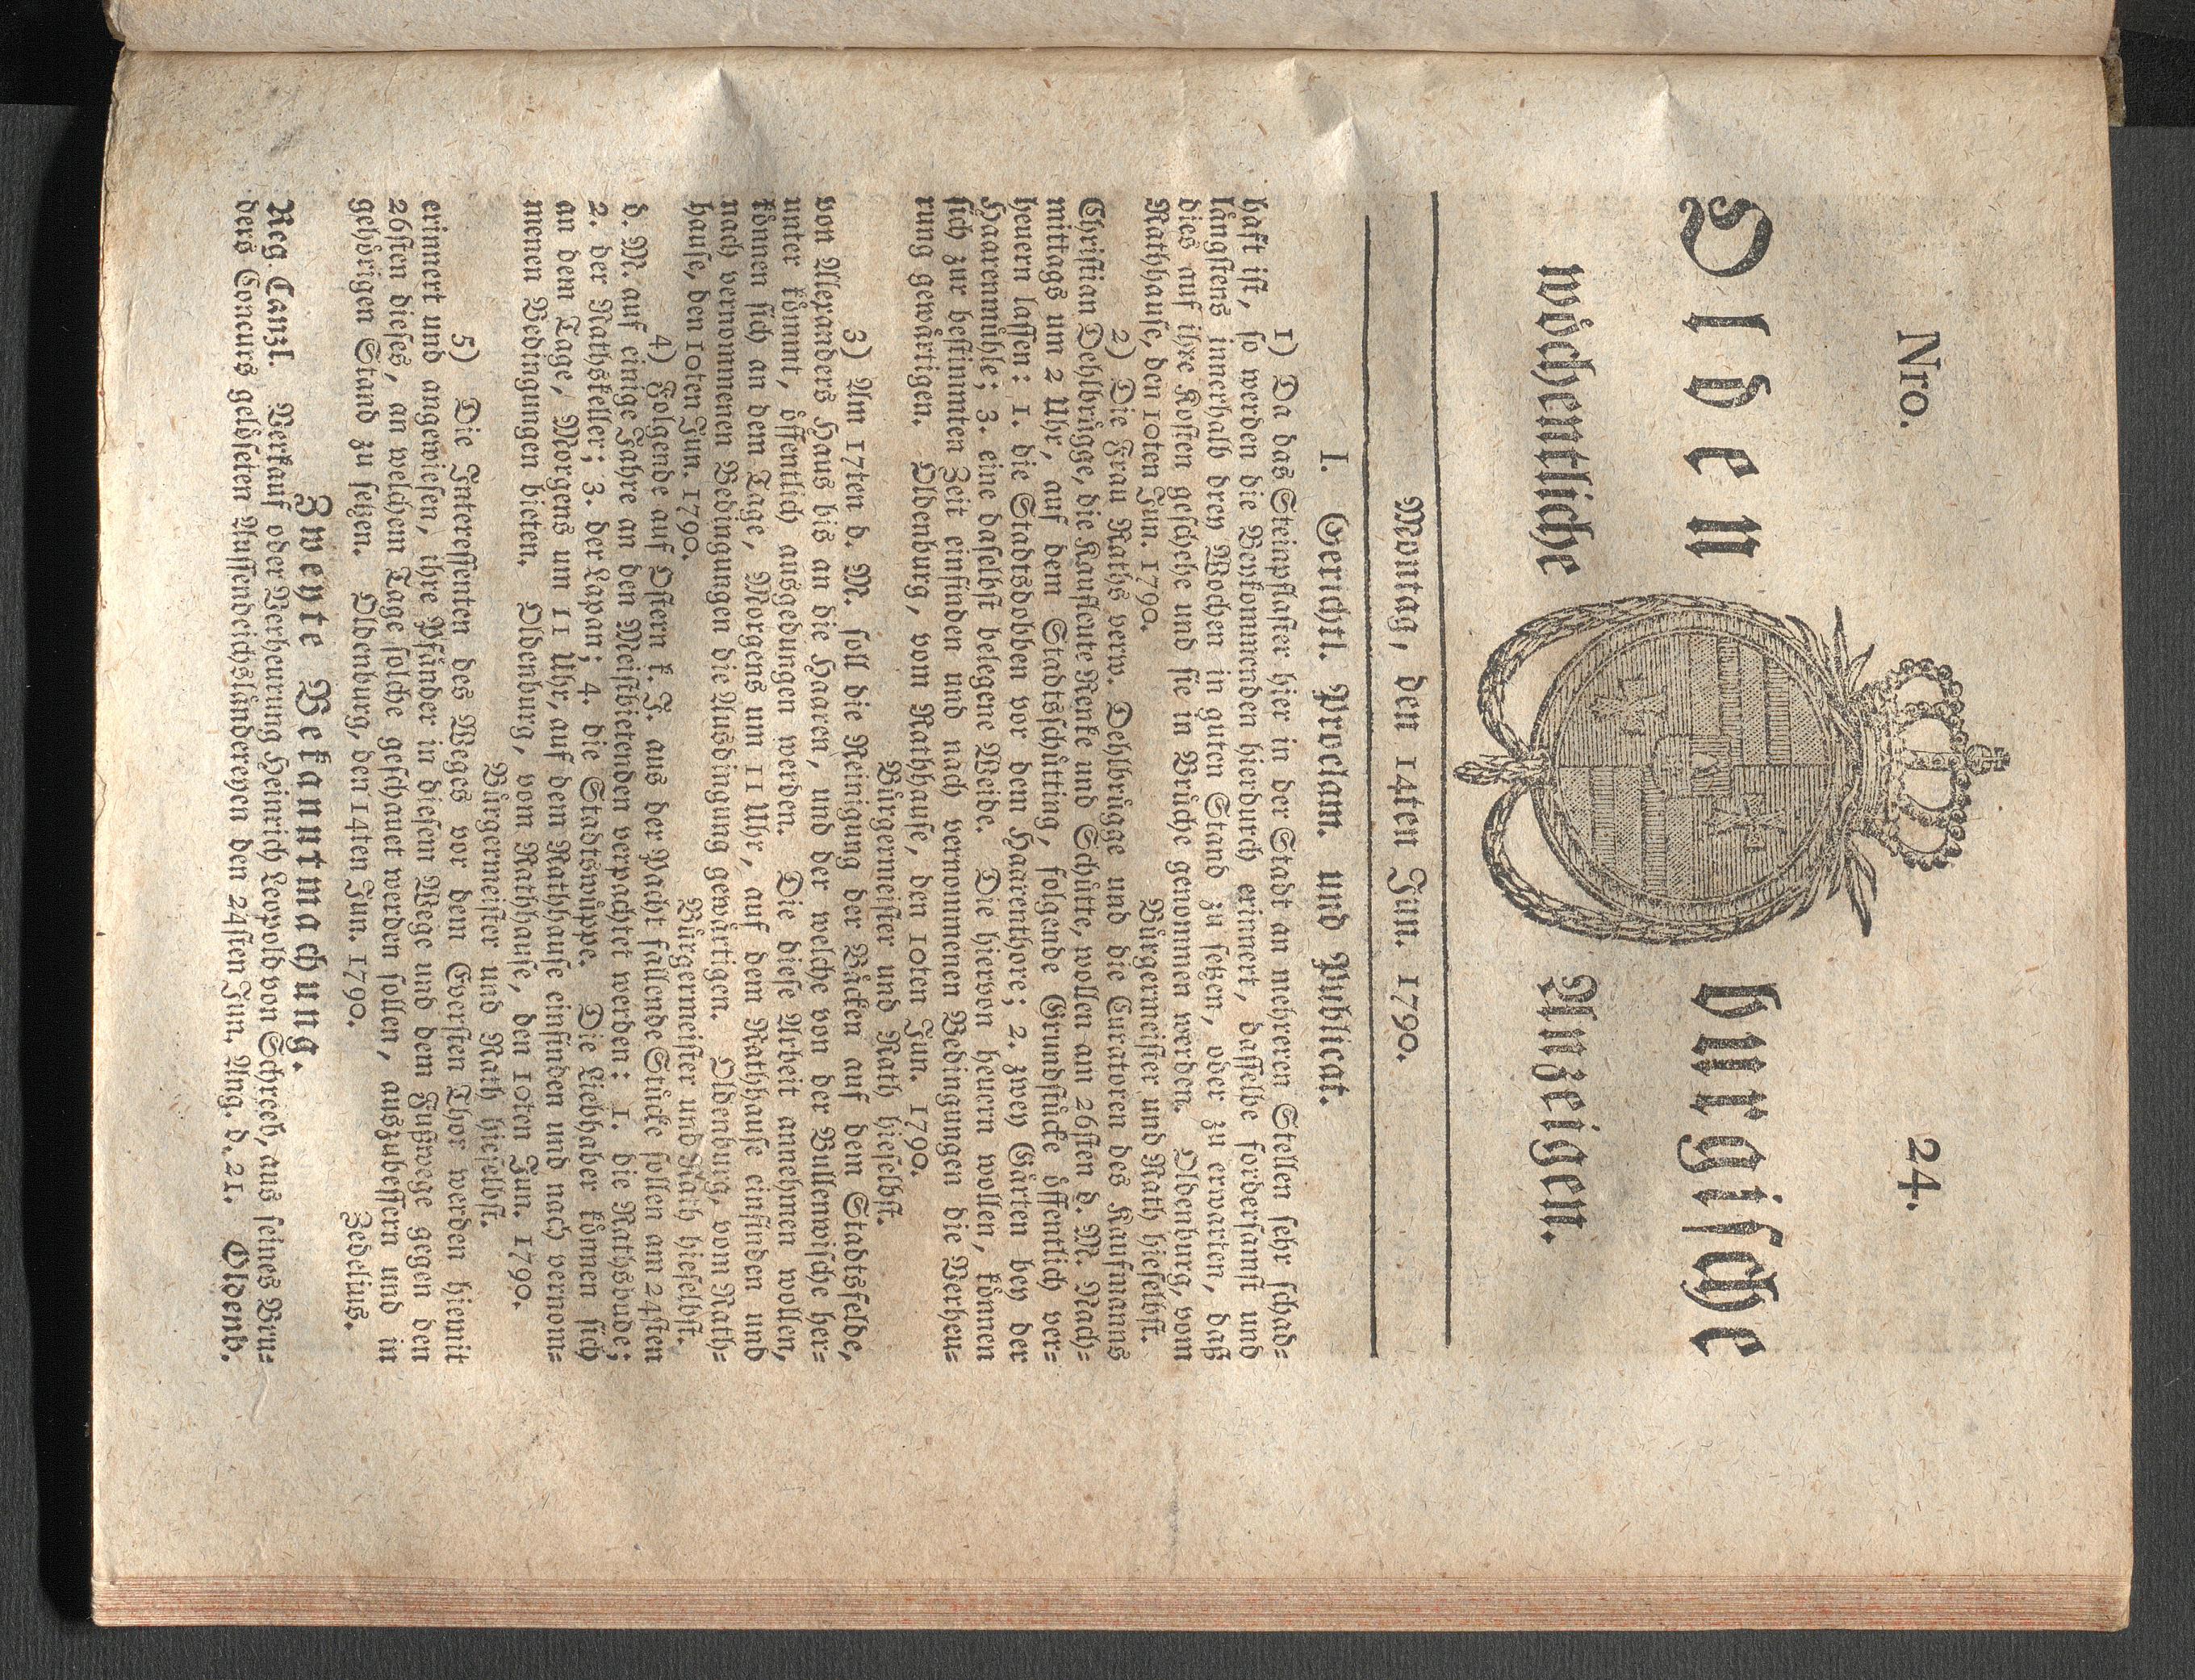 Nro. 24.
Oldenburgische
wöchentliche Anzeigen.
Montag, den 14ten Jun. 1790.
I. Gerichtl. Proclam. und Publicat.
1) Da das Steinpflaster hier in der Stadt an mehreren Stellen sehr schad=
haft ist, so werden die Beykommenden hierdurch erinnert, dasselbe fordersamst und
längstens innerhalb drey Wochen in guten Stand zu setzen, oder zu erwarten, daß
dies auf ihre Kosten geschehe und sie in Brüche genommen werden. Oldenburg, vom
Rathhause, den 10ten Jun. 1790. Bürgermeister und Rath hieselbst.
2) Die Frau Raths verw. Oehlbrügge und die Curatoren des Kaufmanns
Christian Oehlbrügge, die Kaufleute Renke und Schütte, wollen an 26sten d. M. Nach=
mittags um 2 Uhr, auf dem Stadtsschütting, folgende Grundstücke öffentlich ver=
heuern lassen: 1. die Stadtsdobben vor dem Haarenthore; 2. zwey Gärten bey der
Haarenmühle; 3. eine daselbst belegene Weide. Die hiervon heuern wollen, können
sich zur bestimmten Zeit einfinden und nach vernommenen Bedingungen die Verheu=
rung gewärtigen. Oldenburg, vom Rathhause, den 10ten Jun. 1790.
Bürgermeister und Rath hieselbst.
3) Am 17ten d. M. soll die Reinigung der Bäcken auf dem Stadtsfelde,
von Alexanders Haus bis an die Haaren, und der welche von der Bullenwische her=
unter kömmt, öffentlich ausgedungen werden. Die diese Arbeit annehmen wollen,
können sich an dem Tage, Morgens um 11 Uhr, auf dem Rathhause einfinden und
nach vernommenen Bedingungen die Ausdingung gewärtigen. Oldenburg, vom Rath=
hause, den 10ten Jun. 1790. Bürgermeister und Rath hieselbst.
4) Folgende auf Ostern k. J. aus der Pacht fallende Stücke sollen am 24sten
d. M. auf einige Jahre an den Meistbietenden verpachtet werden: 1. die Rathsbude;
2. der Rathskeller; 3. der Lapan; 4. die Stadtswüppe. Die Liebhaber können sich
an dem Tage, Morgens um 11 Uhr, auf dem Rathhause einfinden und nach vernom=
menen Bedingungen bieten. Oldenburg, vom Rathhause, den 10ten Jun. 1790.
Bürgermeister und Rath hieselbst.
5) Die Interessenten des Weges vor dem Eversten Thor werden hiemit
erinnert und angewiesen, ihre Pfänder in diesem Wege und dem Fußwege gegen den
26sten dieses, an welchem Tage solche geschauet werden sollen, auszubessern und in
gehörigen Stand zu setzen. Oldenburg, den 14ten Jun. 1790. Zedelius.
Zweyte Bekanntmachung.
Reg. Canzl. Verkauf oder Verheurung Heinrich Leopold von Schreeb, aus seines Bru=
ders Concurs gelöseten Aussendeichsländereyen den 24sten Jun. Ang. d. 21. Oldenb.